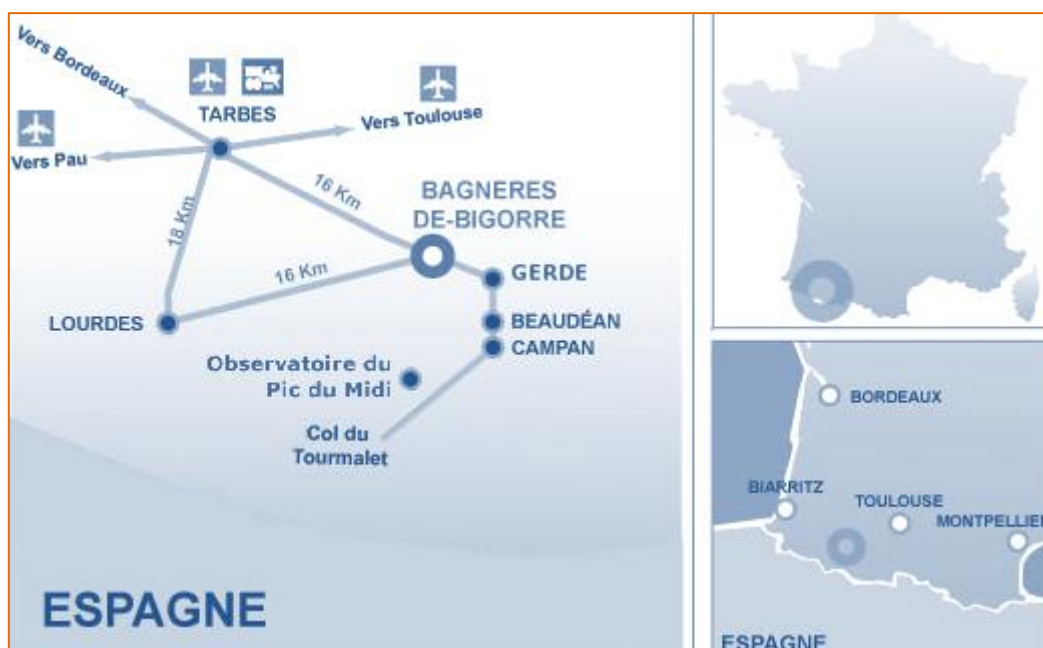 Vers Bordeaux
TARBES
Vers Toulouse
Vers Pau
16 Km
BAGNERES
DE-BIGORRE
18 Km
16 Km
GERDE
LOURDES
BEAUDÉAN
CAMPAN
Observatoire du
Pic du Midi
Col du
Tourmalet
ESPAGNE
BORDEAUX
BIARRITZ
TOULOUSE
MONTPELLIER
ESPAGNE